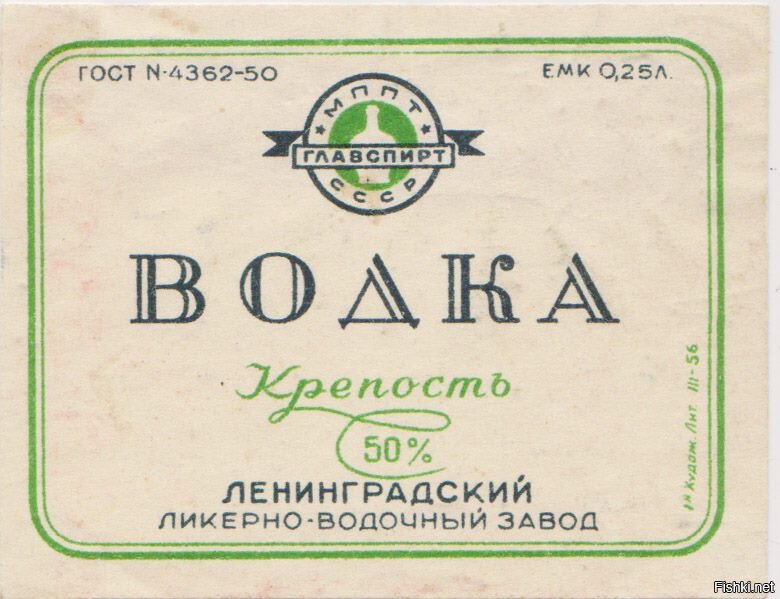 ГОСТ N·4362-50
ЕМК 0,25Л.
МППТ
ГЛАВСПИРТ
СССР
ВОДКА
Крепость
50%
ЛЕНИНГРАДСКИЙ
ЛИКЕРНО-ВОДОЧНЫЙ ЗАВОД
Худож. Лит. III-56
Fishki.net